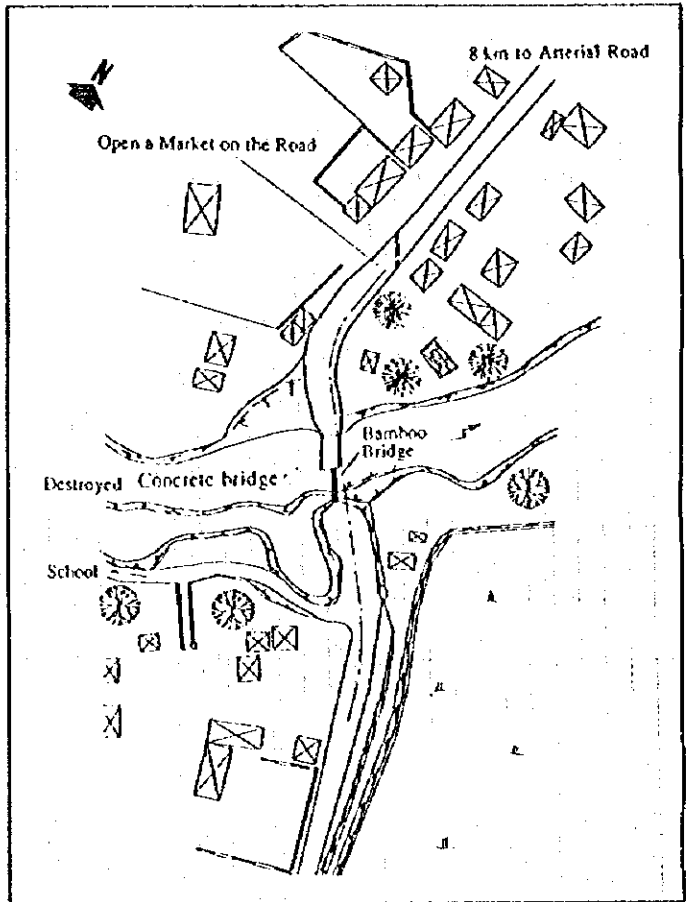 N
8 km to Arterial Road
Open a Market on the Road
Bamboo
Bridge
Destroyed Concrete bridge
School